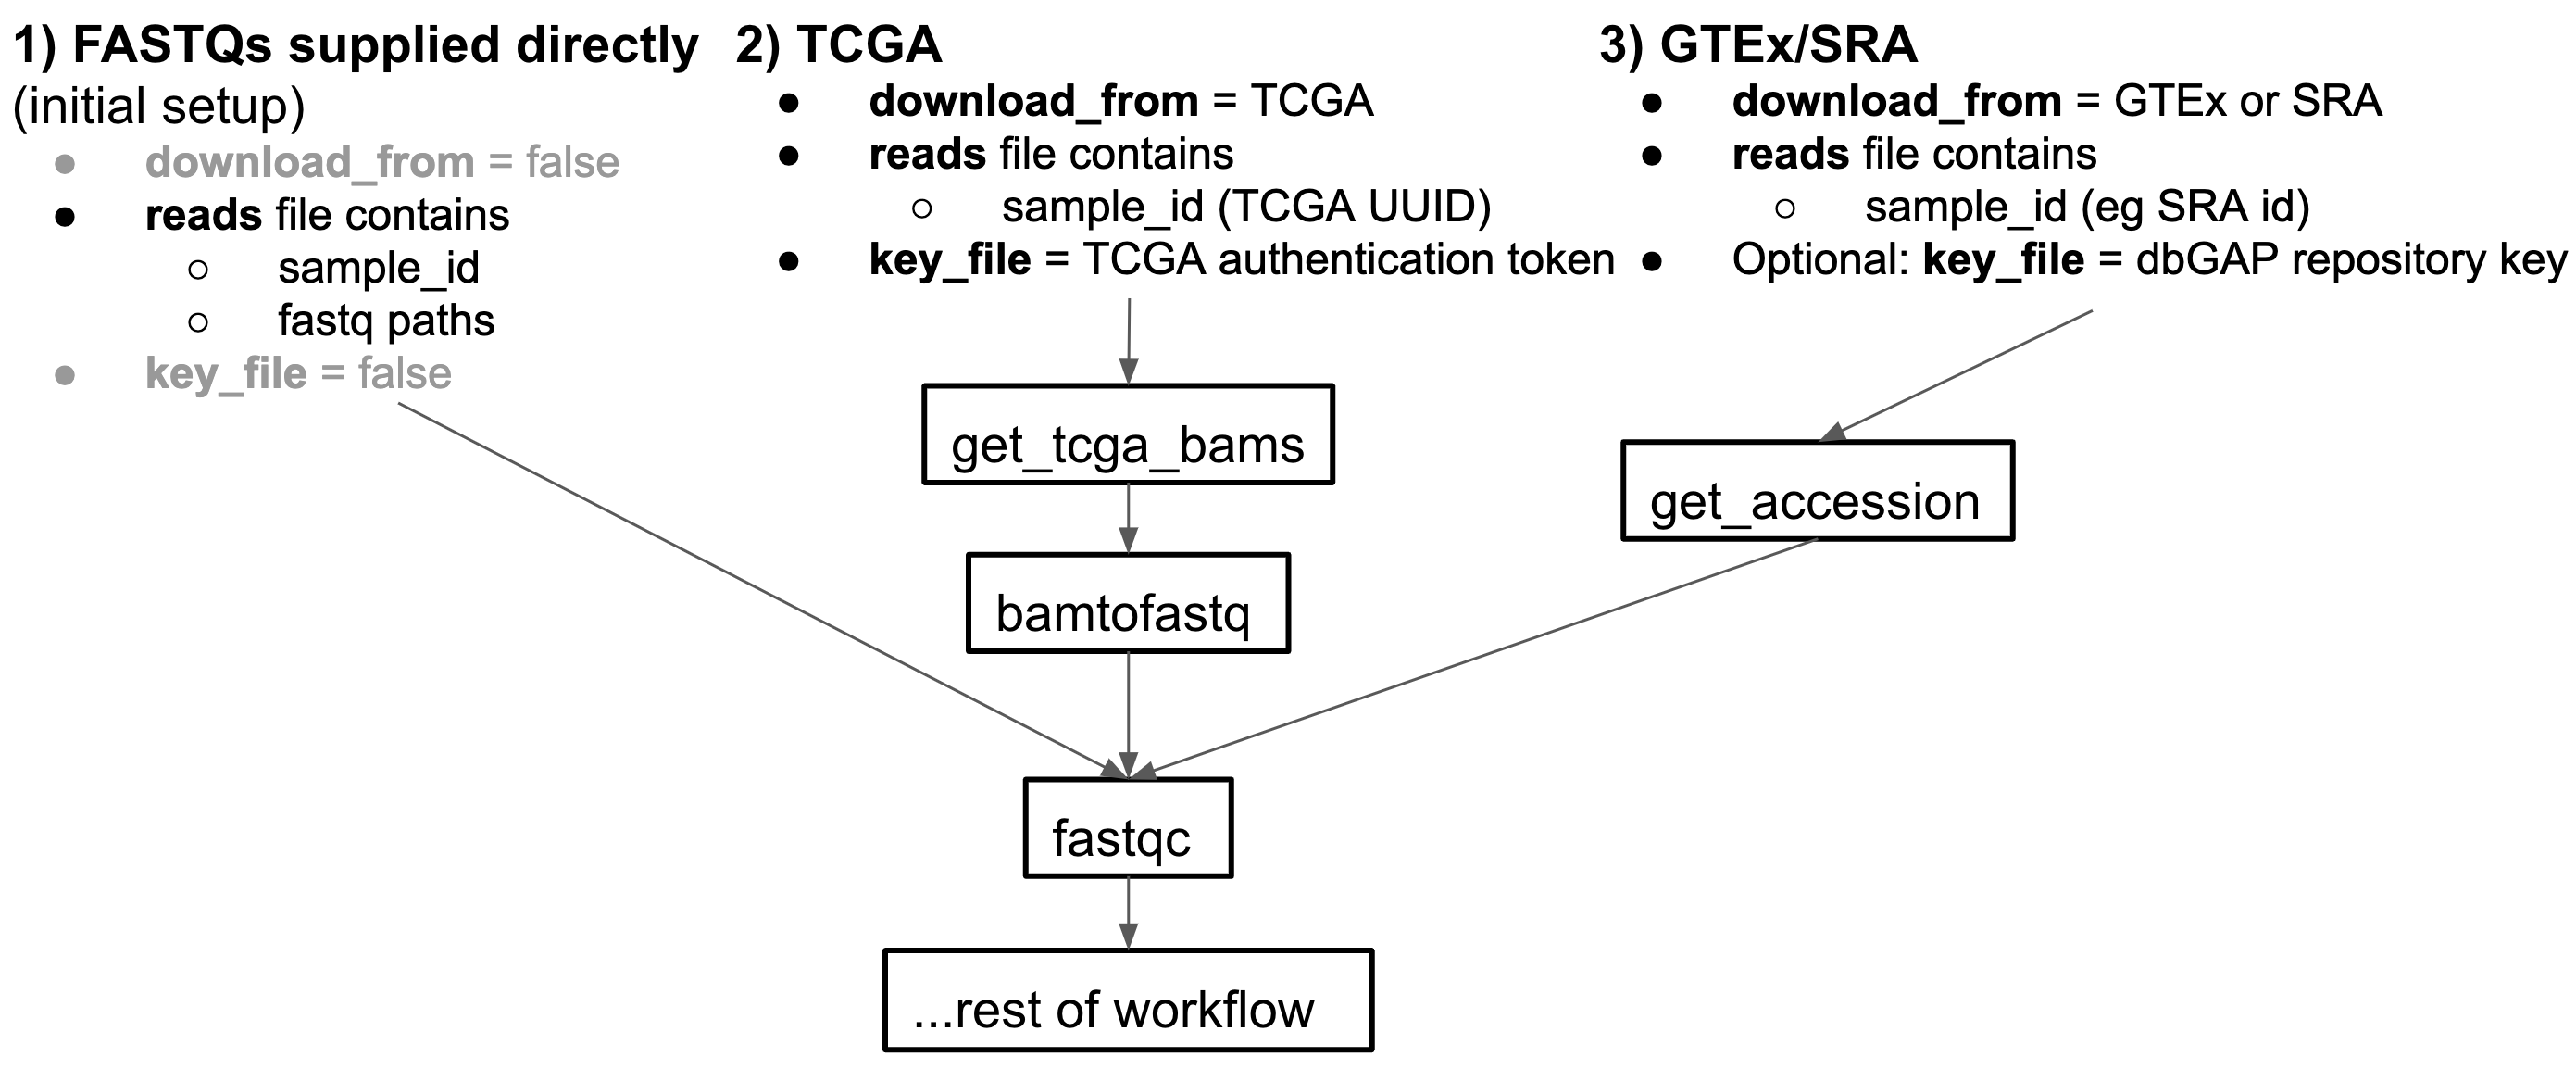 1) FASTQs supplied directly
(initial setup)
● download_from = false
● reads file contains
○ sample_id
○ fastq paths
● key_file = false
2) TCGA
● download_from = TCGA
● reads file contains
○ sample_id (TCGA UUID)
● key_file = TCGA authentication token
3) GTEx/SRA
● download_from = GTEx or SRA
● reads file contains
○ sample_id (eg SRA id)
● Optional: key_file = dbGAP repository key
get_tcga_bams
get_accession
bamtofastq
fastqc
...rest of workflow